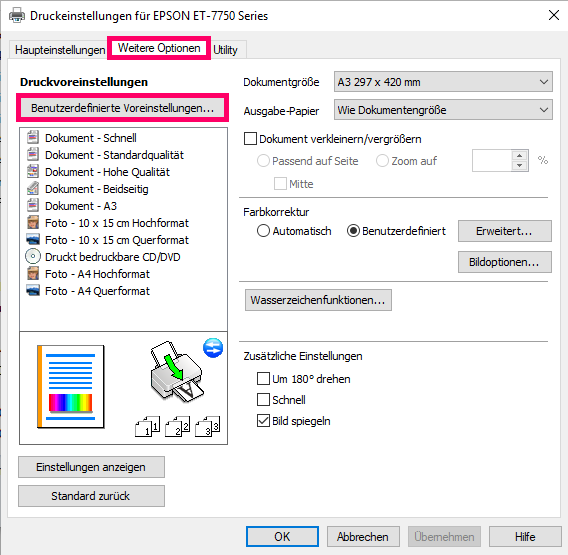 Druckeinstellungen für EPSON ET-7750 Series
Haupteinstellungen Weitere Optionen Utility
Druckvoreinstellungen
Benutzerdefinierte Voreinstellungen...
Dokument - Schnell
Dokument - Standardqualität
Dokument - Hohe Qualität
Dokument - Beidseitig
Dokument - A3
Foto - 10 x 15 cm Hochformat
Foto - 10 x 15 cm Querformat
Druckt bedruckbare CD/DVD
Foto - A4 Hochformat
Foto - A4 Querformat
1 1 2 2 3 3
Einstellungen anzeigen
Standard zurück
Dokumentgröße A3 297 x 420 mm
Ausgabe-Papier Wie Dokumentengröße
Dokument verkleinern/vergrößern
Passend auf Seite Zoom auf %
Mitte
Farbkorrektur
Automatisch Benutzerdefiniert Erweitert...
Bildoptionen...
Wasserzeichenfunktionen...
Zusätzliche Einstellungen
Um 180° drehen
Schnell
Bild spiegeln
OK Abbrechen Übernehmen Hilfe